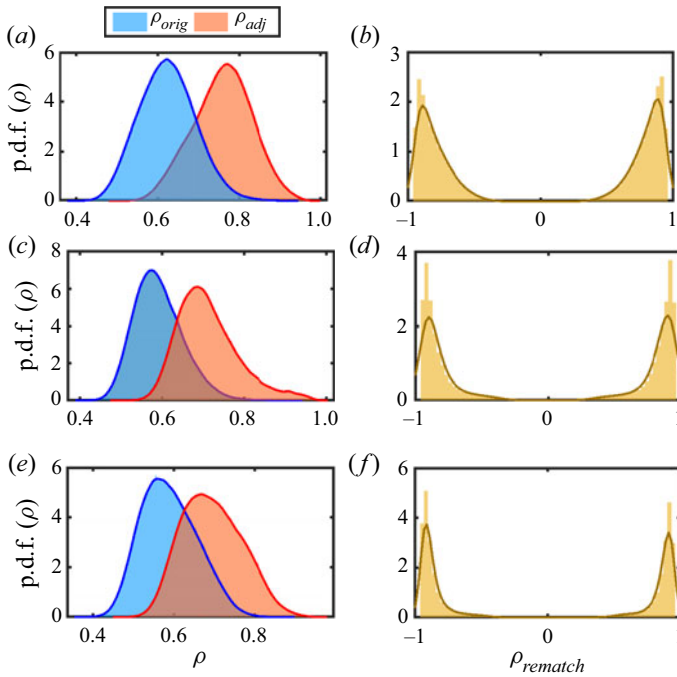 ρorig ρadj
(a) (b)
6 4 2 0 p.d.f. (ρ) 3 2 1 0
0.4 0.6 0.8 1.0 −1 0 1
(c) (d)
8 6 4 2 0 p.d.f. (ρ) 4 2 0
0.4 0.6 0.8 1.0 −1 0 1
(e) (f)
6 4 2 0 p.d.f. (ρ) 6 4 2 0
0.4 0.6 0.8 −1 0 1
ρ ρrematch